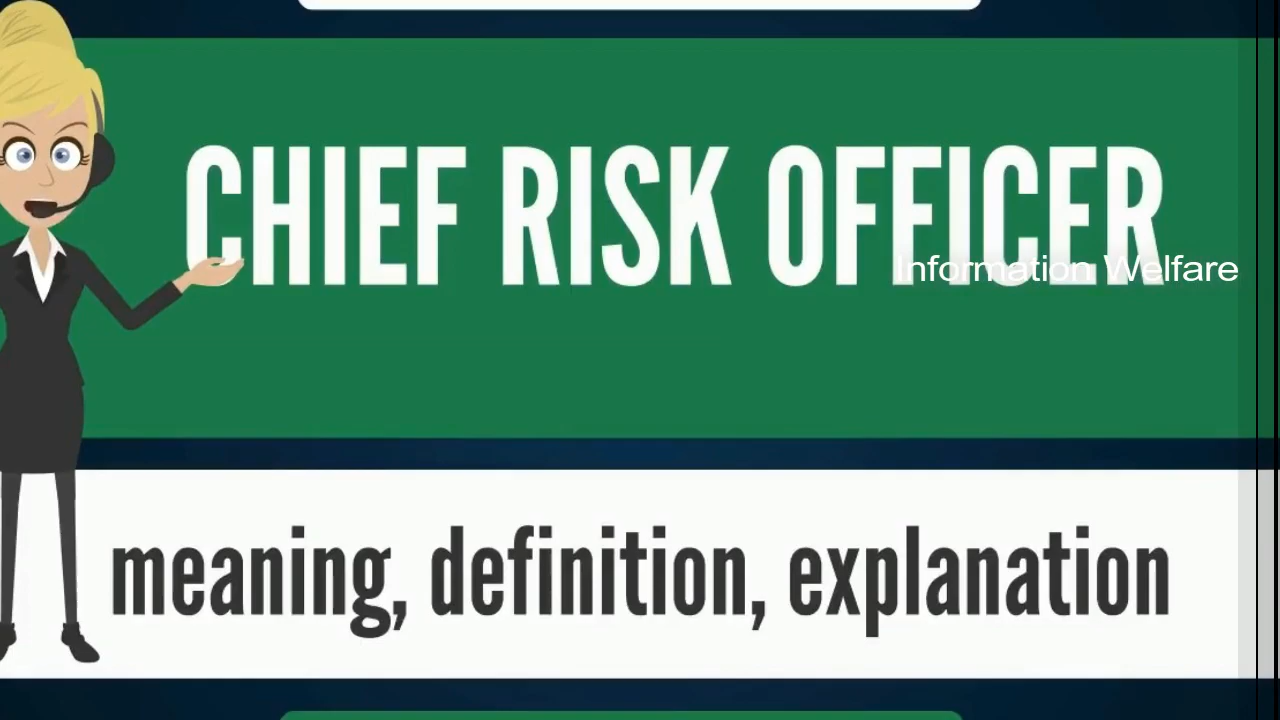 CHIEF RISK OFFICER
Information Welfare
meaning, definition, explanation